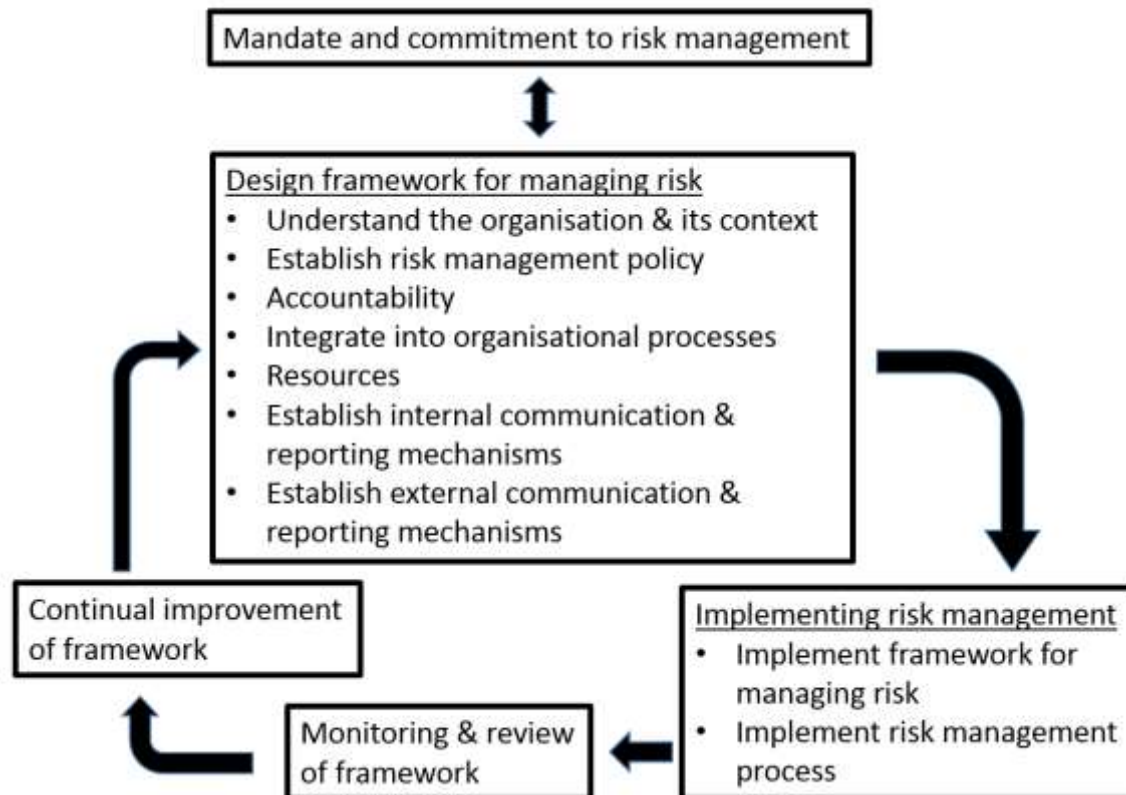 Mandate and commitment to risk management
Design framework for managing risk
• Understand the organisation & its context
• Establish risk management policy
• Accountability
• Integrate into organisational processes
• Resources
• Establish internal communication &
reporting mechanisms
• Establish external communication &
reporting mechanisms
Implementing risk management
• Implement framework for
managing risk
• Implement risk management
process
Monitoring & review
of framework
Continual improvement
of framework